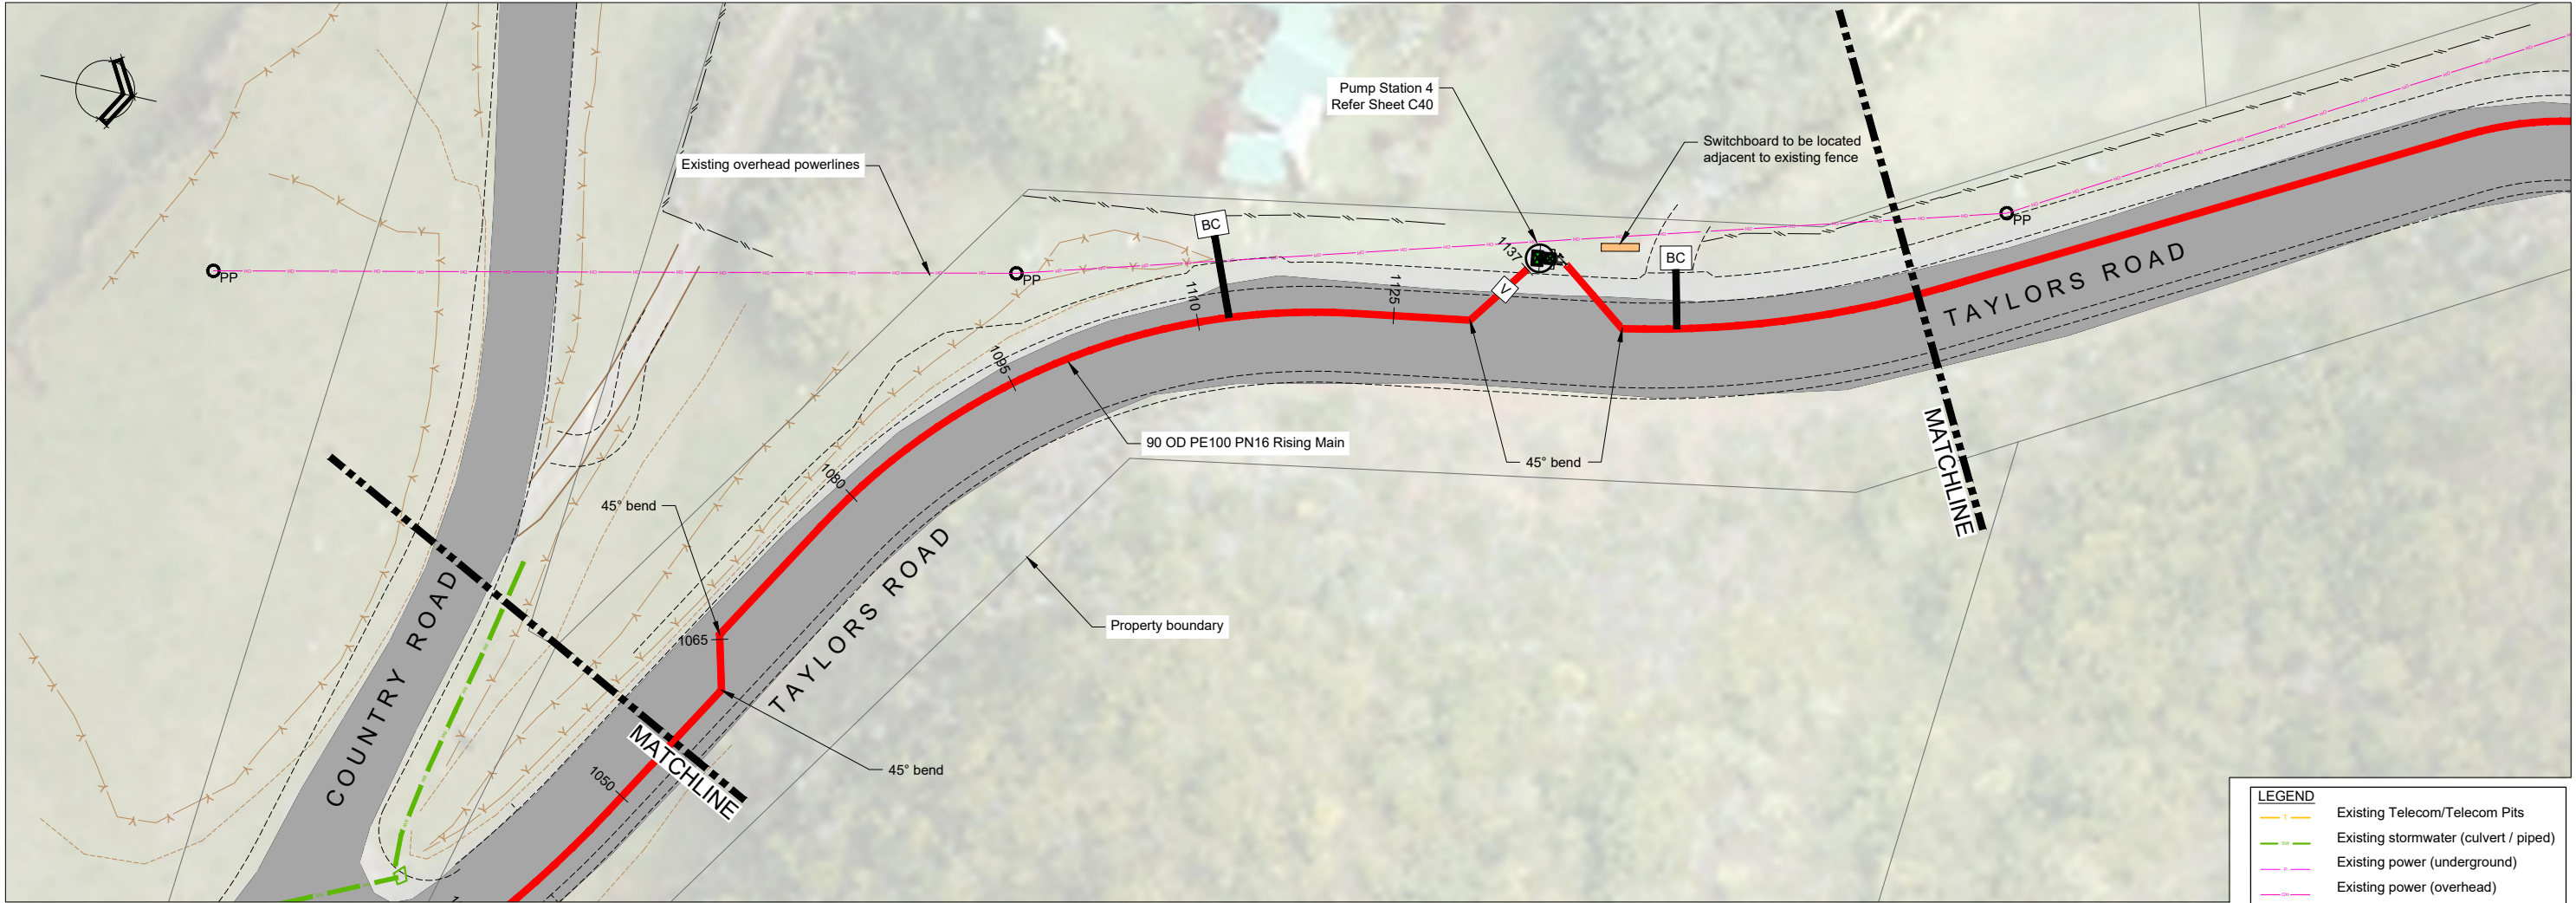 Pump Station 4
Refer Sheet C40
Switchboard to be located
adjacent to existing fence
Existing overhead powerlines
BC
BC
PP
PP
PP
1137
V
1125
1110
1095
1080
1065
1050
TAYLORS ROAD
MATCHLINE
90 OD PE100 PN16 Rising Main
45° bend
45° bend
45° bend
TAYLORS ROAD
COUNTRY ROAD
MATCHLINE
Property boundary
LEGEND
Existing Telecom/Telecom Pits
Existing stormwater (culvert / piped)
Existing power (underground)
Existing power (overhead)